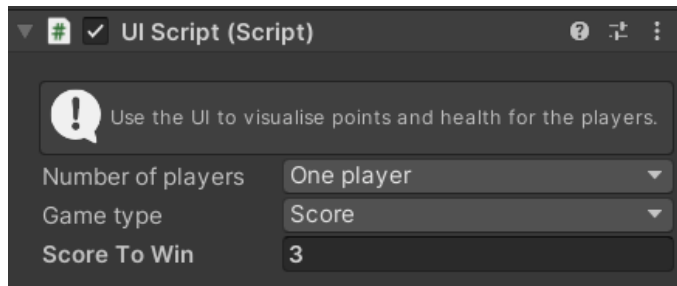 # UI Script (Script)
Use the UI to visualise points and health for the players.
Number of players One player
Game type Score
Score To Win 3